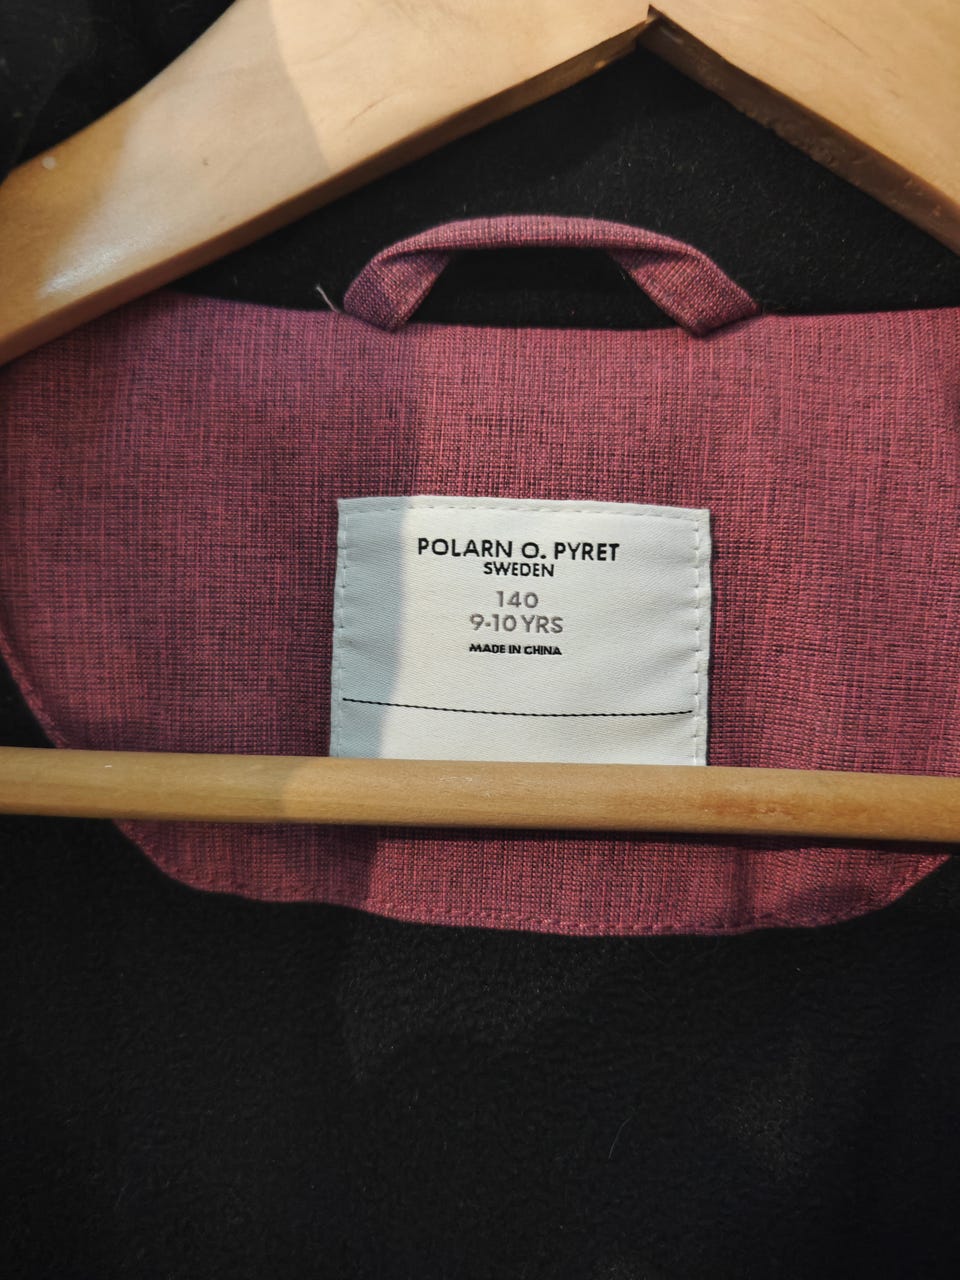 POLARN O. PYRET
SWEDEN
140
9-10 YRS
MADE IN CHINA